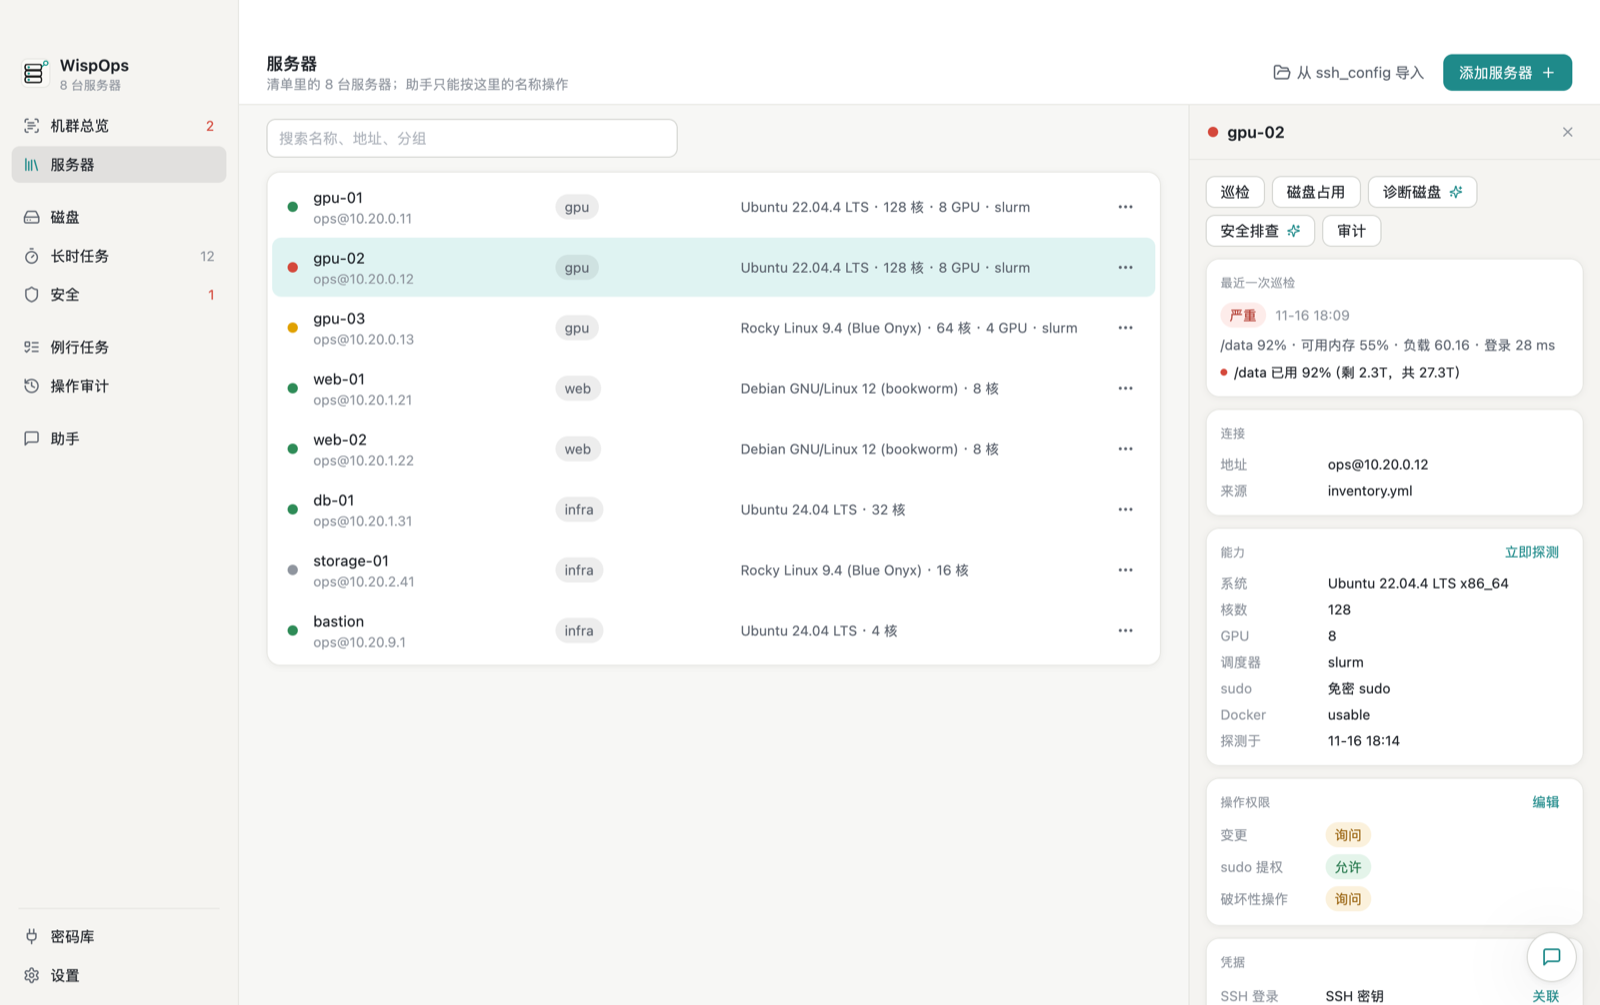 WispOps
8 台服务器
机群总览 2
服务器
磁盘
长时任务 12
安全 1
例行任务
操作审计
助手
密码库
设置
服务器
清单里的 8 台服务器；助手只能按这里的名称操作
从 ssh_config 导入
添加服务器
搜索名称、地址、分组
gpu-01
ops@10.20.0.11
gpu
Ubuntu 22.04.4 LTS · 128 核 · 8 GPU · slurm
gpu-02
ops@10.20.0.12
gpu
Ubuntu 22.04.4 LTS · 128 核 · 8 GPU · slurm
gpu-03
ops@10.20.0.13
gpu
Rocky Linux 9.4 (Blue Onyx) · 64 核 · 4 GPU · slurm
web-01
ops@10.20.1.21
web
Debian GNU/Linux 12 (bookworm) · 8 核
web-02
ops@10.20.1.22
web
Debian GNU/Linux 12 (bookworm) · 8 核
db-01
ops@10.20.1.31
infra
Ubuntu 24.04 LTS · 32 核
storage-01
ops@10.20.2.41
infra
Rocky Linux 9.4 (Blue Onyx) · 16 核
bastion
ops@10.20.9.1
infra
Ubuntu 24.04 LTS · 4 核
gpu-02
巡检 磁盘占用 诊断磁盘
安全排查 审计
最近一次巡检
严重 11-16 18:09
/data 92% · 可用内存 55% · 负载 60.16 · 登录 28 ms
/data 已用 92% (剩 2.3T，共 27.3T)
连接
地址 ops@10.20.0.12
来源 inventory.yml
能力 立即探测
系统 Ubuntu 22.04.4 LTS x86_64
核数 128
GPU 8
调度器 slurm
sudo 免密 sudo
Docker usable
探测于 11-16 18:14
操作权限 编辑
变更 询问
sudo 提权 允许
破坏性操作 询问
凭据
SSH 登录 SSH 密钥 关联